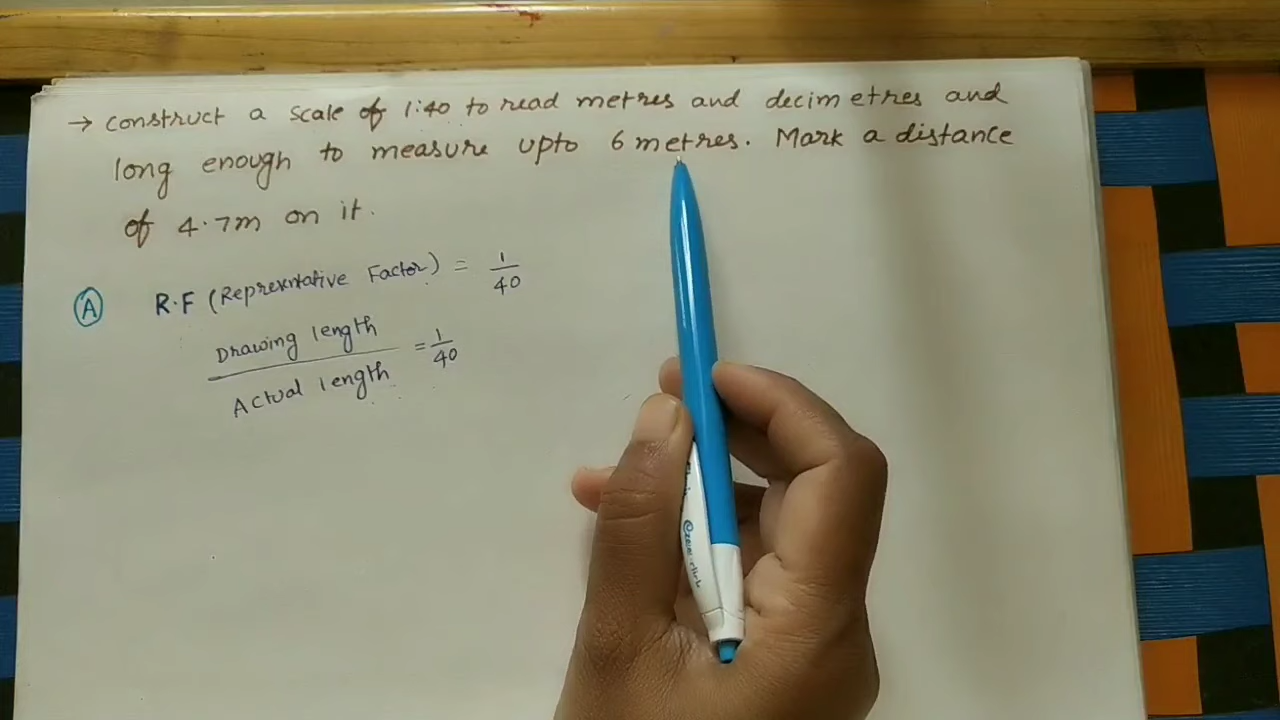 → construct a scale of 1:40 to read metres and decimetres and
long enough to measure upto 6 metres. Mark a distance
of 4.7m on it.
A R.F (Representative Factor) = 1/40
Drawing length / Actual length = 1/40